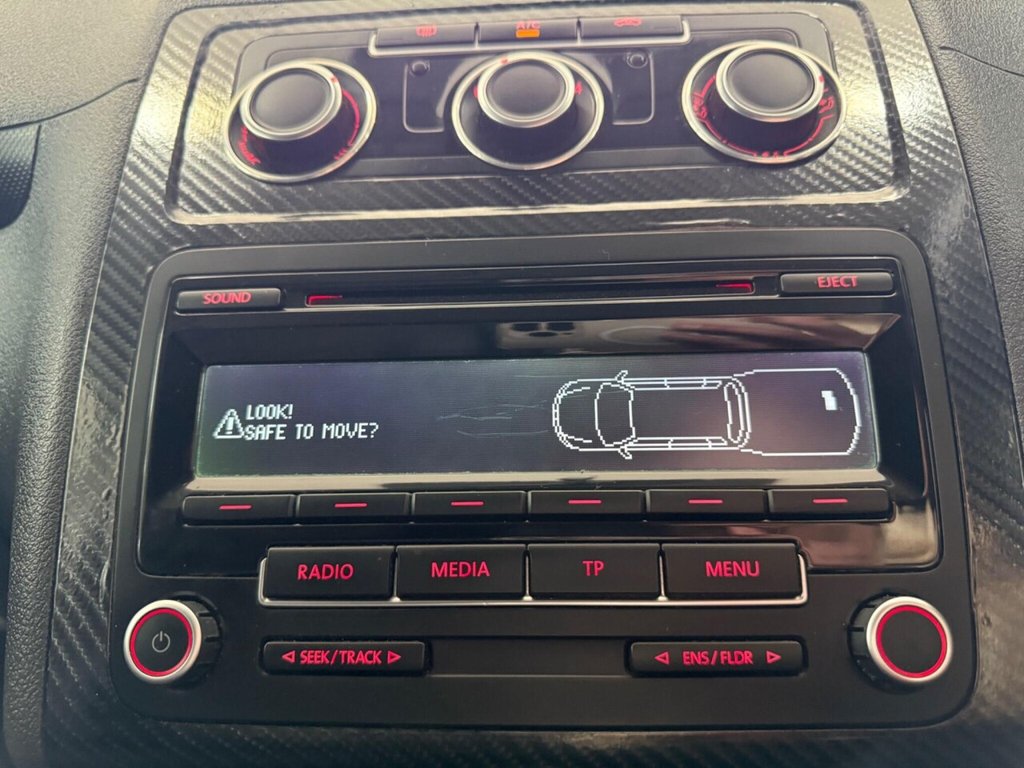 A/C
SOUND
EJECT
LOOK!
SAFE TO MOVE?
RADIO MEDIA TP MENU
◁ SEEK/TRACK ▷ ◁ ENS/FLDR ▷